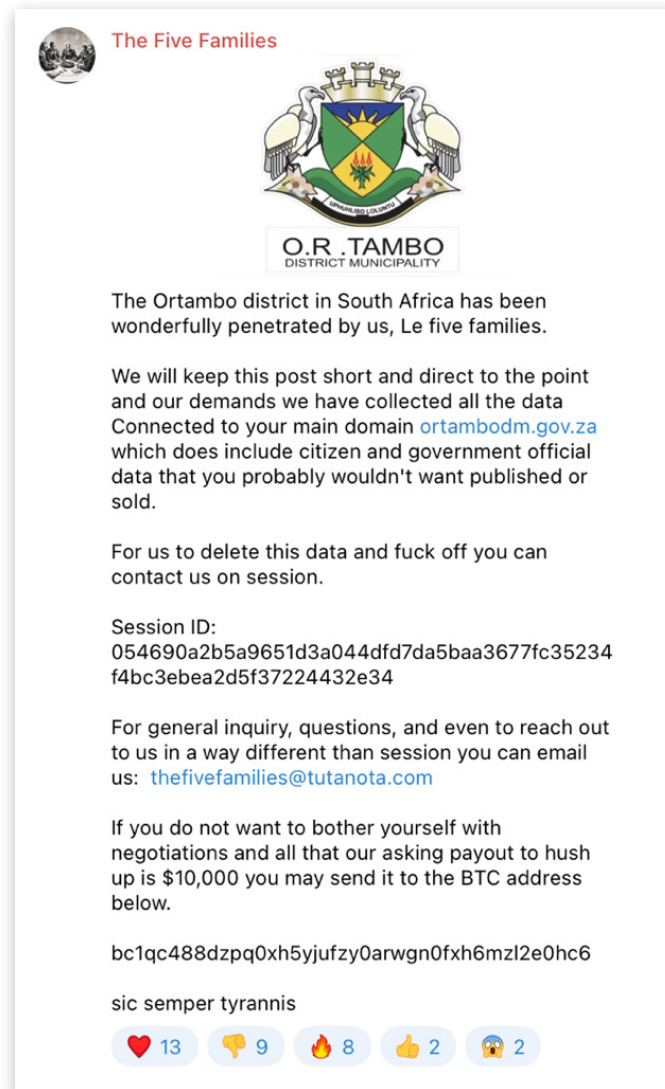 The Five Families
UPHUHLISO LOLUNTU
O.R .TAMBO
DISTRICT MUNICIPALITY
The Ortambo district in South Africa has been
wonderfully penetrated by us, Le five families.
We will keep this post short and direct to the point
and our demands we have collected all the data
Connected to your main domain ortambodm.gov.za
which does include citizen and government official
data that you probably wouldn't want published or
sold.
For us to delete this data and fuck off you can
contact us on session.
Session ID:
054690a2b5a9651d3a044dfd7da5baa3677fc35234
f4bc3ebea2d5f37224432e34
For general inquiry, questions, and even to reach out
to us in a way different than session you can email
us:  thefivefamilies@tutanota.com
If you do not want to bother yourself with
negotiations and all that our asking payout to hush
up is $10,000 you may send it to the BTC address
below.
bc1qc488dzpq0xh5yjufzy0arwgn0fxh6mzl2e0hc6
sic semper tyrannis
❤️ 13 👎 9 🔥 8 👍 2 😱 2